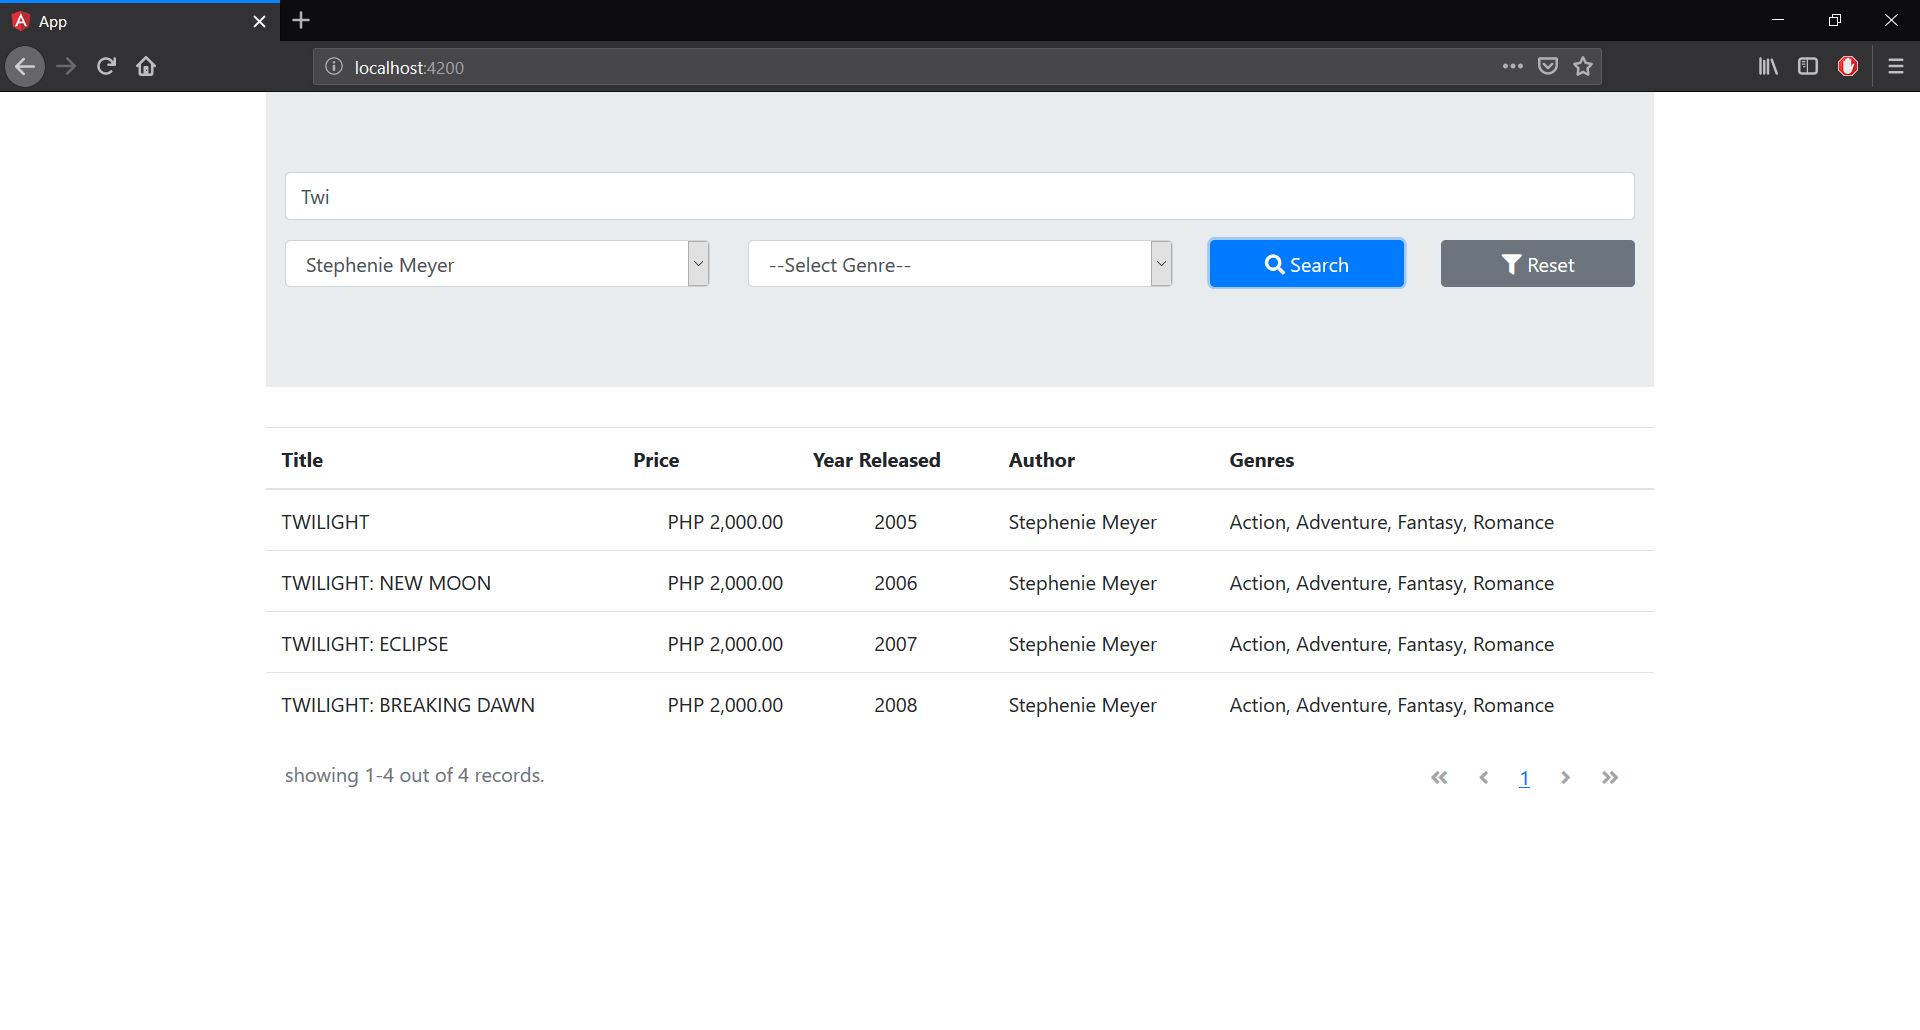 App
localhost:4200
Twi
Stephenie Meyer --Select Genre-- Search Reset
Title Price Year Released Author Genres
TWILIGHT PHP 2,000.00 2005 Stephenie Meyer Action, Adventure, Fantasy, Romance
TWILIGHT: NEW MOON PHP 2,000.00 2006 Stephenie Meyer Action, Adventure, Fantasy, Romance
TWILIGHT: ECLIPSE PHP 2,000.00 2007 Stephenie Meyer Action, Adventure, Fantasy, Romance
TWILIGHT: BREAKING DAWN PHP 2,000.00 2008 Stephenie Meyer Action, Adventure, Fantasy, Romance
showing 1-4 out of 4 records. « ‹ 1 › »